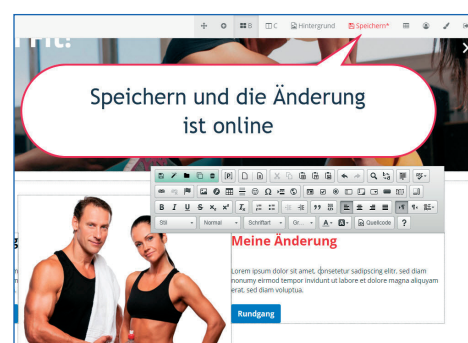 B
C
Hintergrund
Speichern*
Speichern und die Änderung
ist online
Stil
Normal
Schriftart
Gr...
Quellcode
Meine Änderung
Lorem ipsum dolor sit amet, consetetur sadipscing elitr, sed diam
nonumy eirmod tempor invidunt ut labore et dolore magna aliquyam
erat, sed diam voluptua.
Rundgang